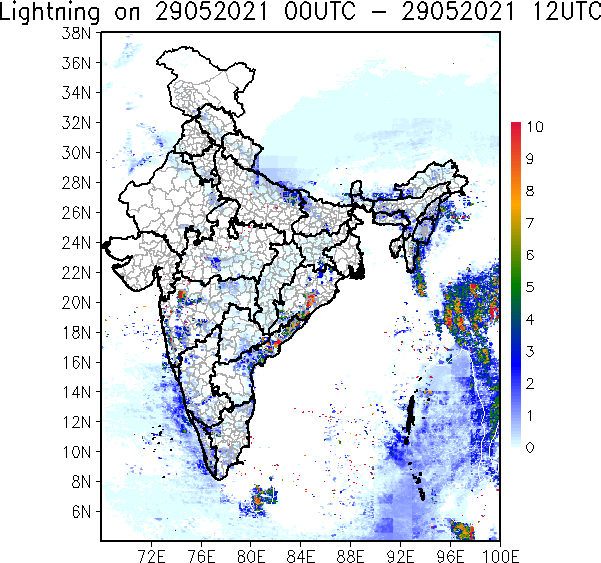 Lightning on 29052021 00UTC – 29052021 12UTC
38N
36N
34N
32N
30N
28N
26N
24N
22N
20N
18N
16N
14N
12N
10N
8N
6N
72E 76E 80E 84E 88E 92E 96E 100E
10
9
8
7
6
5
4
3
2
1
0